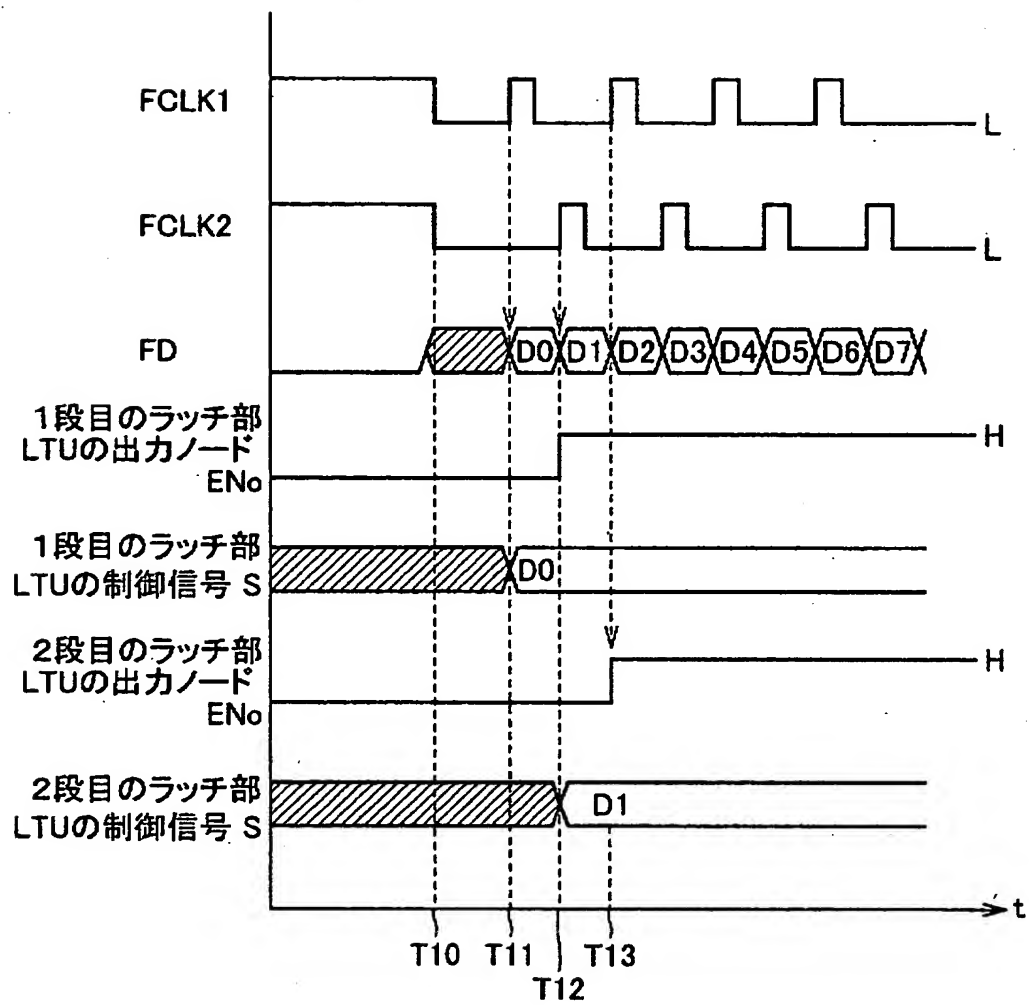 FCLK1
L
FCLK2
L
FD
D0
D1
D2
D3
D4
D5
D6
D7
1段目のラッチ部
LTUの出力ノード
ENo
H
1段目のラッチ部
LTUの制御信号 S
D0
2段目のラッチ部
LTUの出力ノード
ENo
H
2段目のラッチ部
LTUの制御信号 S
D1
t
T10
T11
T12
T13